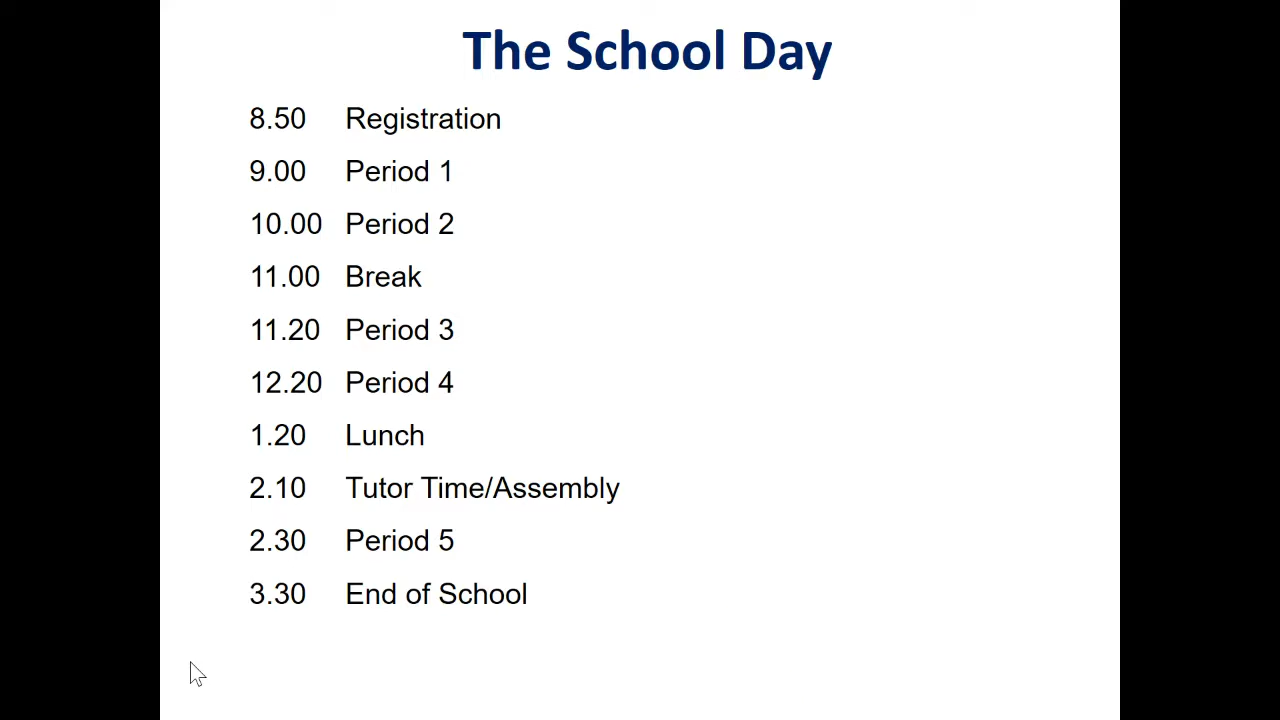 The School Day
8.50 Registration
9.00 Period 1
10.00 Period 2
11.00 Break
11.20 Period 3
12.20 Period 4
1.20 Lunch
2.10 Tutor Time/Assembly
2.30 Period 5
3.30 End of School